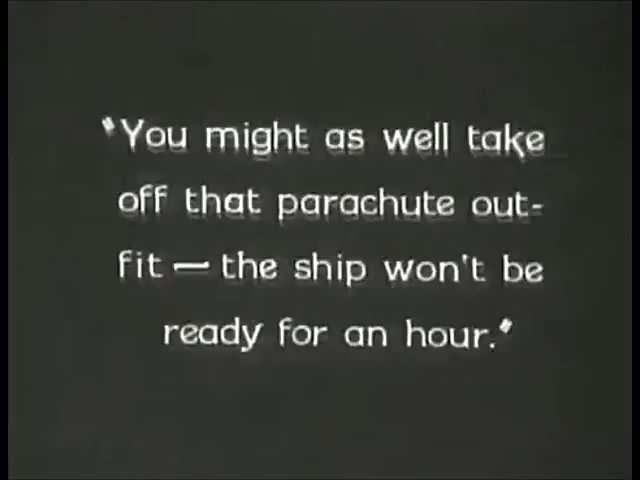 "You might as well take
off that parachute out-
fit — the ship won't be
ready for an hour."